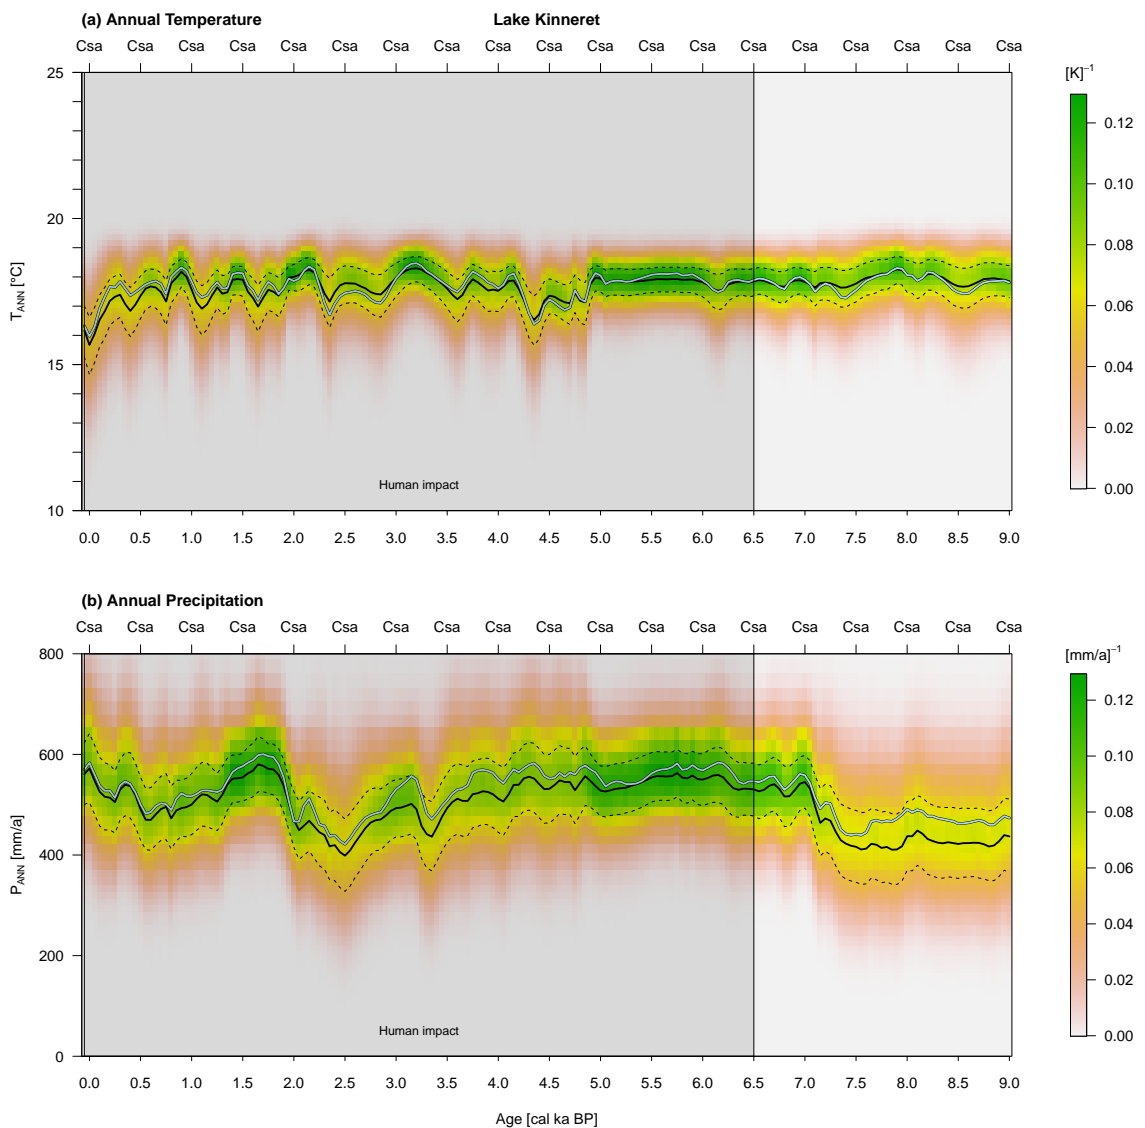 (a) Annual Temperature
Lake Kinneret
Csa Csa Csa Csa Csa Csa Csa Csa Csa Csa Csa Csa Csa Csa Csa Csa Csa Csa Csa
[K]⁻¹
25
20
15
10
T_ANN [°C]
0.12
0.10
0.08
0.06
0.04
0.02
0.00
Human impact
0.0 0.5 1.0 1.5 2.0 2.5 3.0 3.5 4.0 4.5 5.0 5.5 6.0 6.5 7.0 7.5 8.0 8.5 9.0
(b) Annual Precipitation
Csa Csa Csa Csa Csa Csa Csa Csa Csa Csa Csa Csa Csa Csa Csa Csa Csa Csa Csa
[mm/a]⁻¹
800
600
400
200
0
P_ANN [mm/a]
0.12
0.10
0.08
0.06
0.04
0.02
0.00
Human impact
0.0 0.5 1.0 1.5 2.0 2.5 3.0 3.5 4.0 4.5 5.0 5.5 6.0 6.5 7.0 7.5 8.0 8.5 9.0
Age [cal ka BP]